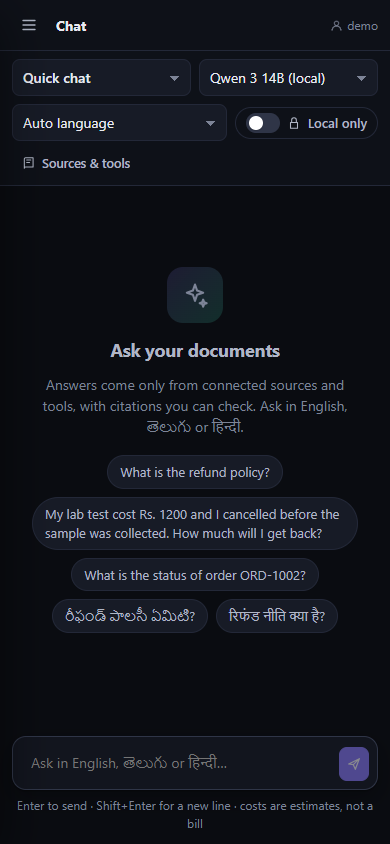 Chat
demo
Quick chat
Qwen 3 14B (local)
Auto language
Local only
Sources & tools
Ask your documents
Answers come only from connected sources and
tools, with citations you can check. Ask in English,
తెలుగు or हिन्दी.
What is the refund policy?
My lab test cost Rs. 1200 and I cancelled before the
sample was collected. How much will I get back?
What is the status of order ORD-1002?
రీఫండ్ పాలసీ ఏమిటి?
रिफंड नीति क्या है?
Ask in English, తెలుగు or हिन्दी...
Enter to send · Shift+Enter for a new line · costs are estimates, not a
bill